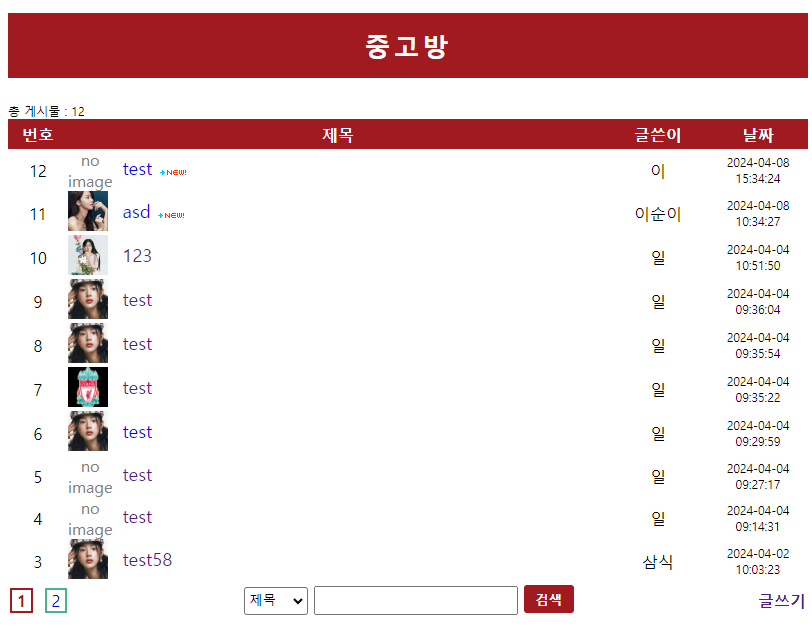 중고방
총 게시물 : 12
번호 제목 글쓴이 날짜
12 no image test NEW! 이 2024-04-08 15:34:24
11 asd NEW! 이순이 2024-04-08 10:34:27
10 123 일 2024-04-04 10:51:50
9 test 일 2024-04-04 09:36:04
8 test 일 2024-04-04 09:35:54
7 test 일 2024-04-04 09:35:22
6 test 일 2024-04-04 09:29:59
5 no image test 일 2024-04-04 09:27:17
4 no image test 일 2024-04-04 09:14:31
3 test58 삼식 2024-04-02 10:03:23
1 2 제목 검색 글쓰기